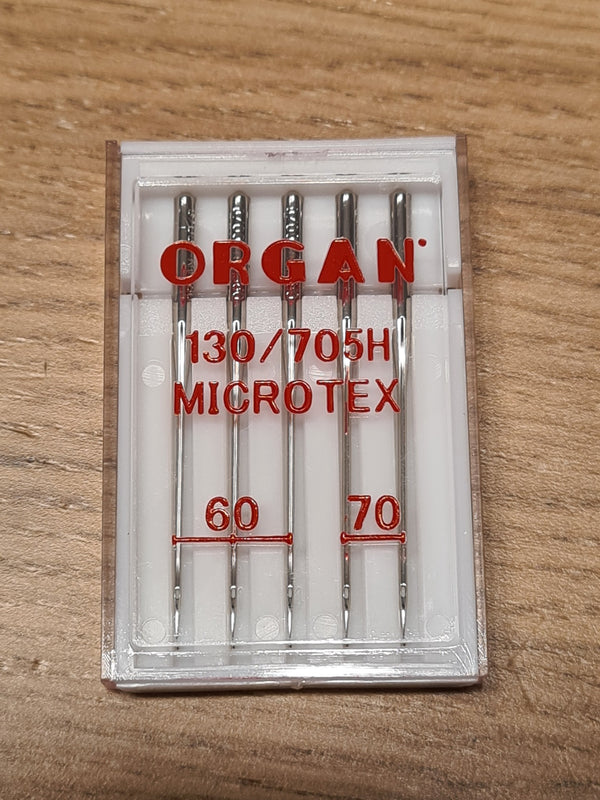 ORGAN
130/705H
MICROTEX
60 70